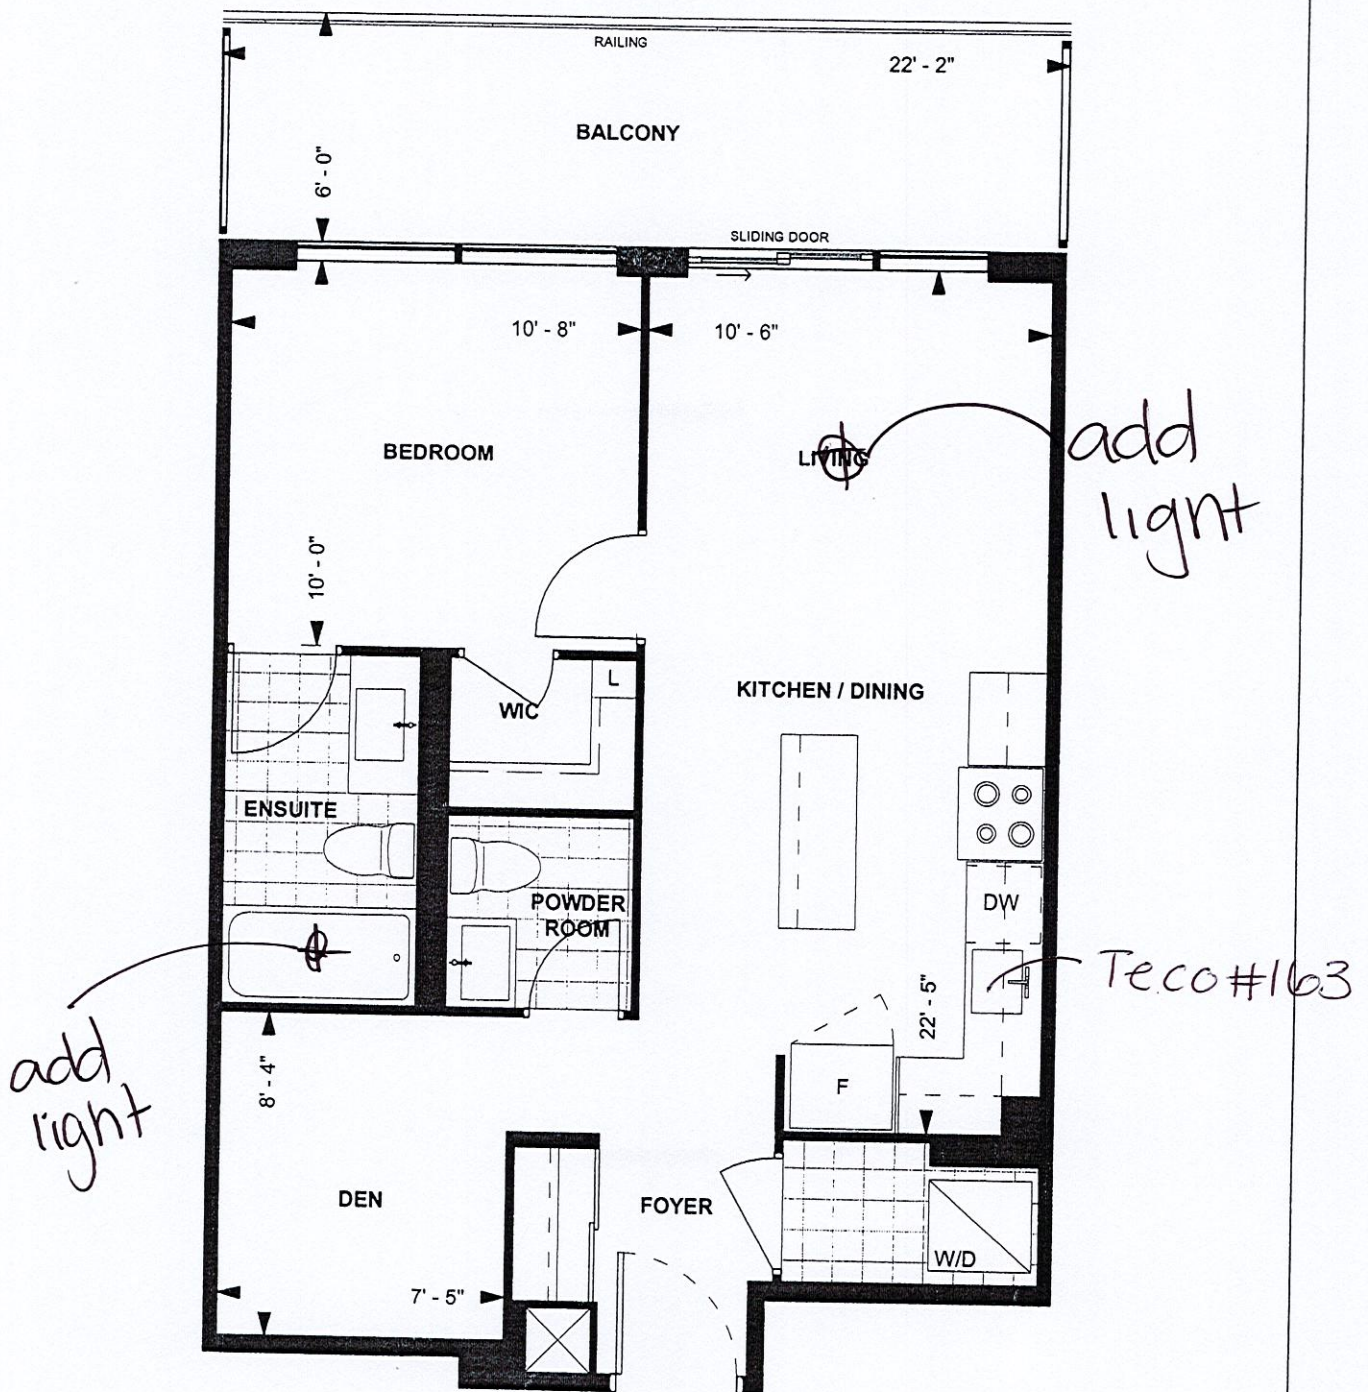 RAILING
22' - 2"
BALCONY
6' - 0"
SLIDING DOOR
10' - 8"
10' - 6"
BEDROOM
LIVING
add
light
10' - 0"
L
WIC
KITCHEN / DINING
ENSUITE
POWDER
ROOM
DW
Teco #163
22' - 5"
add
light
8' - 4"
F
DEN
FOYER
W/D
7' - 5"